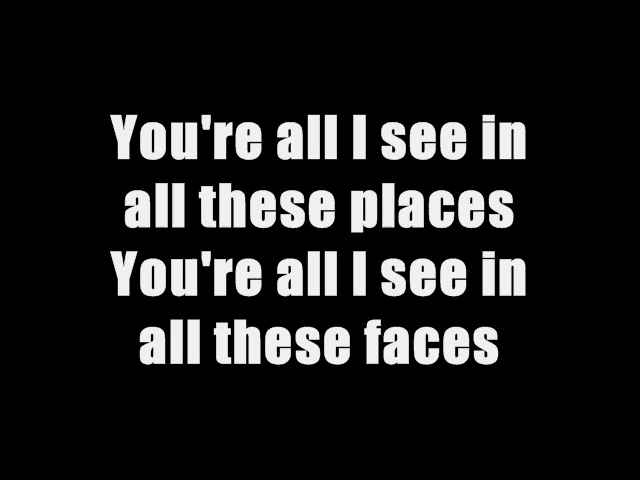 You're all I see in
all these places
You're all I see in
all these faces